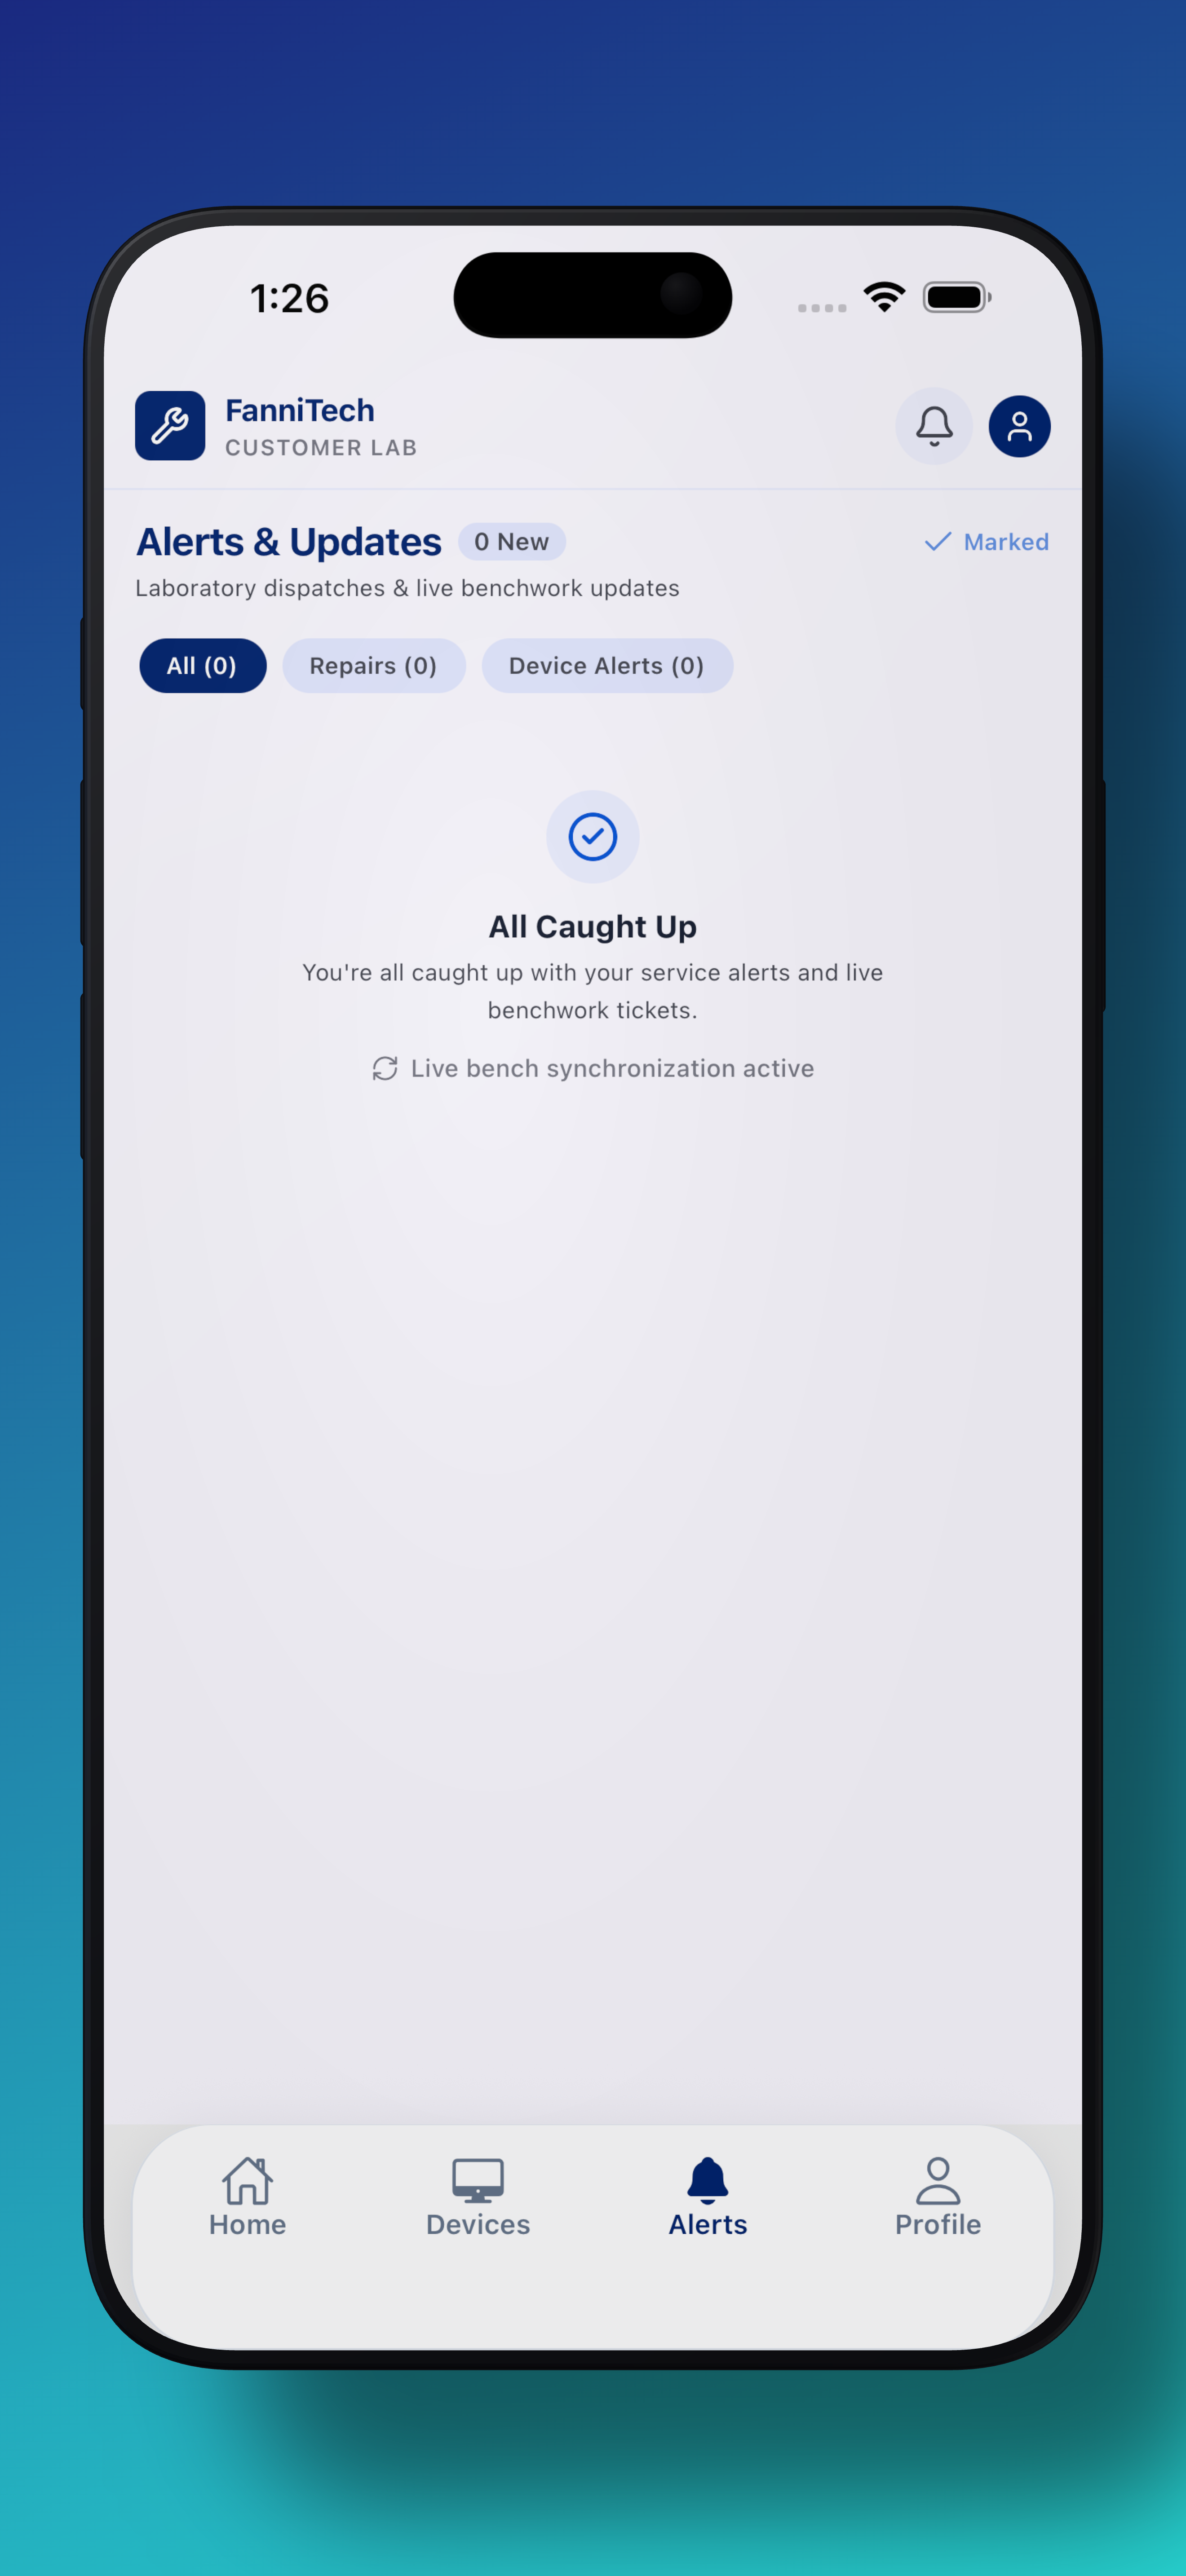 1:26
FanniTech
CUSTOMER LAB
Alerts & Updates
0 New
Marked
Laboratory dispatches & live benchwork updates
All (0)
Repairs (0)
Device Alerts (0)
All Caught Up
You're all caught up with your service alerts and live
benchwork tickets.
Live bench synchronization active
Home
Devices
Alerts
Profile